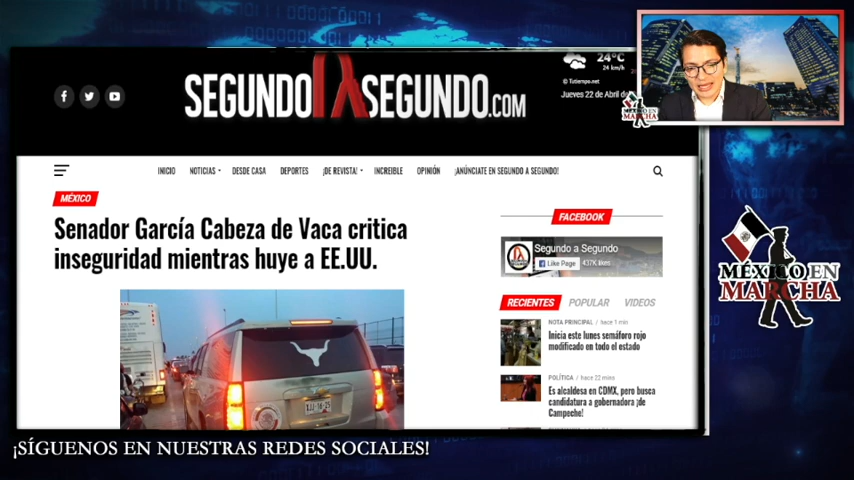 SEGUNDO A SEGUNDO.COM
24°C
24 km/h
© Tutiempo.net
Jueves 22 de Abril de
MÉXICO EN
MARCHA
INICIO NOTICIAS DESDE CASA DEPORTES ¡DE REVISTA! INCREIBLE OPINIÓN ¡ANÚNCIATE EN SEGUNDO A SEGUNDO!
MÉXICO
Senador García Cabeza de Vaca critica
inseguridad mientras huye a EE.UU.
FACEBOOK
Segundo a Segundo
Like Page 437K likes
RECIENTES POPULAR VIDEOS
NOTA PRINCIPAL / hace 1 min
Inicia este lunes semáforo rojo
modificado en todo el estado
POLÍTICA / hace 22 mins
Es alcaldesa en CDMX, pero busca
candidatura a gobernadora ¡de
Campeche!
MÉXICO EN
MARCHA
¡SÍGUENOS EN NUESTRAS REDES SOCIALES!